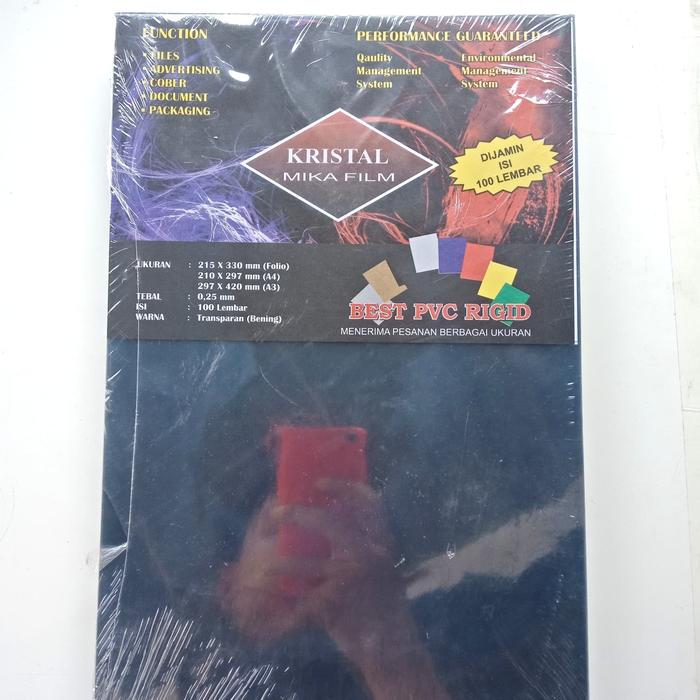 FUNCTION
• FILES
• ADVERTISING
• COBER
• DOCUMENT
• PACKAGING
PERFORMANCE GUARANTEED
Qaulity
Management
System
Environmental
Management
System
KRISTAL
MIKA FILM
DIJAMIN
ISI
100 LEMBAR
UKURAN : 215 X 330 mm (Folio)
210 X 297 mm (A4)
297 X 420 mm (A3)
TEBAL : 0,25 mm
ISI : 100 Lembar
WARNA : Transparan (Bening)
BEST PVC RIGID
MENERIMA PESANAN BERBAGAI UKURAN